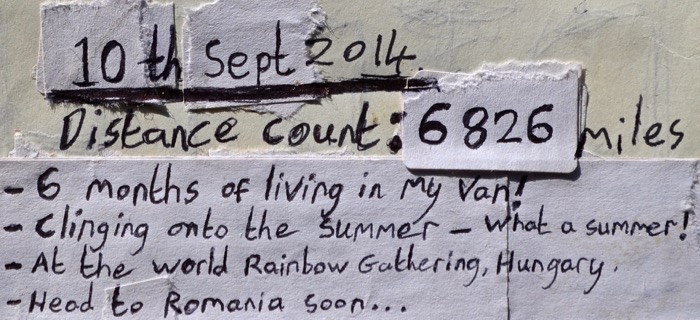 10th Sept 2014
Distance count: 6826 miles
- 6 months of living in my van!
- Clinging onto the summer - what a summer!
- At the world Rainbow Gathering, Hungary.
- Head to Romania soon...